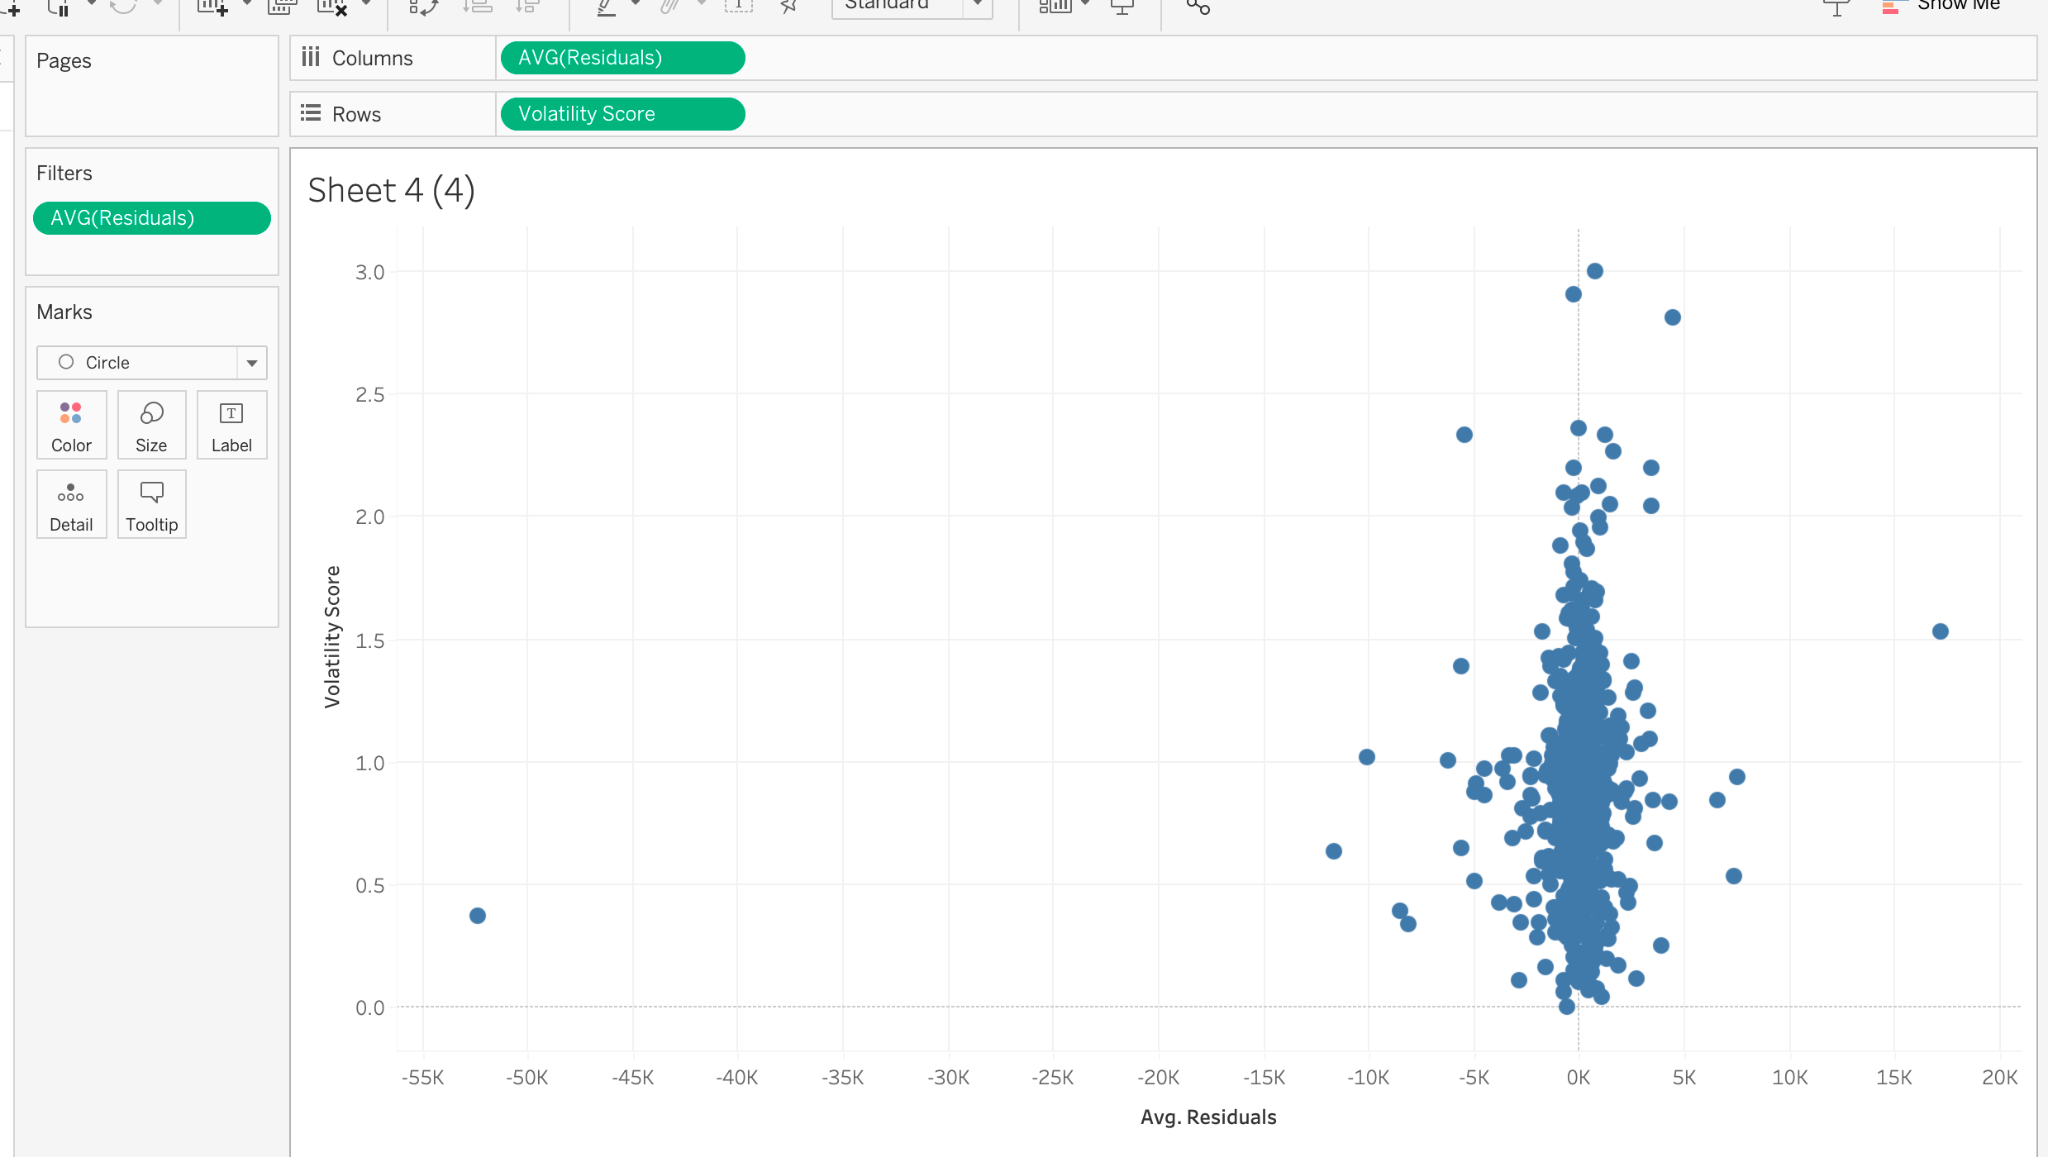 Standard
Show Me
Pages
Columns
AVG(Residuals)
Rows
Volatility Score
Filters
AVG(Residuals)
Marks
Circle
Color
Size
T
Label
Detail
Tooltip
Sheet 4 (4)
3.0
2.5
2.0
1.5
1.0
0.5
0.0
Volatility Score
-55K -50K -45K -40K -35K -30K -25K -20K -15K -10K -5K 0K 5K 10K 15K 20K
Avg. Residuals